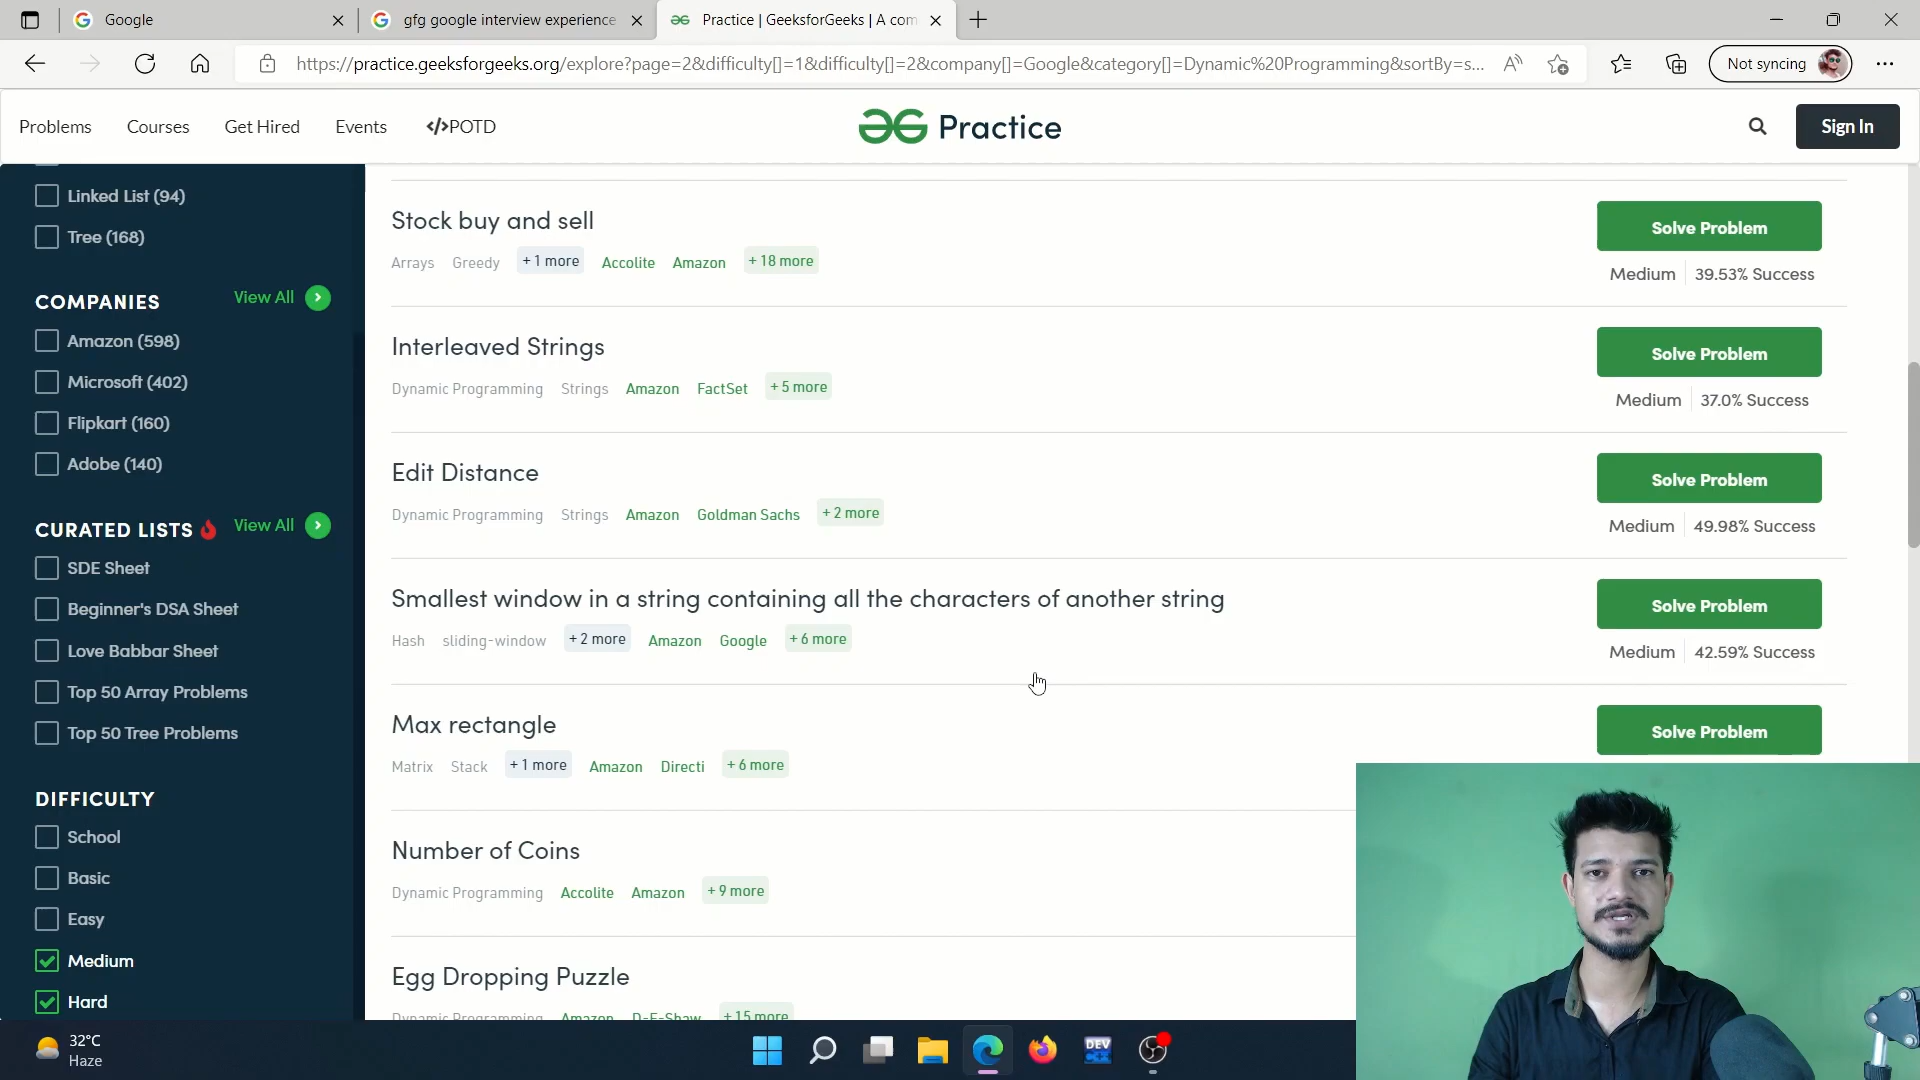 Google
gfg google interview experience
Practice | GeeksforGeeks | A com
https://practice.geeksforgeeks.org/explore?page=2&difficulty[]=1&difficulty[]=2&company[]=Google&category[]=Dynamic%20Programming&sortBy=s...
Not syncing
Problems Courses Get Hired Events </>POTD
Practice
Sign In
Linked List (94)
Tree (168)
COMPANIES View All
Amazon (598)
Microsoft (402)
Flipkart (160)
Adobe (140)
CURATED LISTS View All
SDE Sheet
Beginner's DSA Sheet
Love Babbar Sheet
Top 50 Array Problems
Top 50 Tree Problems
DIFFICULTY
School
Basic
Easy
Medium
Hard
Stock buy and sell
Arrays Greedy + 1 more Accolite Amazon + 18 more
Solve Problem
Medium 39.53% Success
Interleaved Strings
Dynamic Programming Strings Amazon FactSet + 5 more
Solve Problem
Medium 37.0% Success
Edit Distance
Dynamic Programming Strings Amazon Goldman Sachs + 2 more
Solve Problem
Medium 49.98% Success
Smallest window in a string containing all the characters of another string
Hash sliding-window + 2 more Amazon Google + 6 more
Solve Problem
Medium 42.59% Success
Max rectangle
Matrix Stack + 1 more Amazon Directi + 6 more
Solve Problem
Number of Coins
Dynamic Programming Accolite Amazon + 9 more
Egg Dropping Puzzle
Dynamic Programming Amazon D-E-Shaw + 15 more
32°C
Haze
DEV